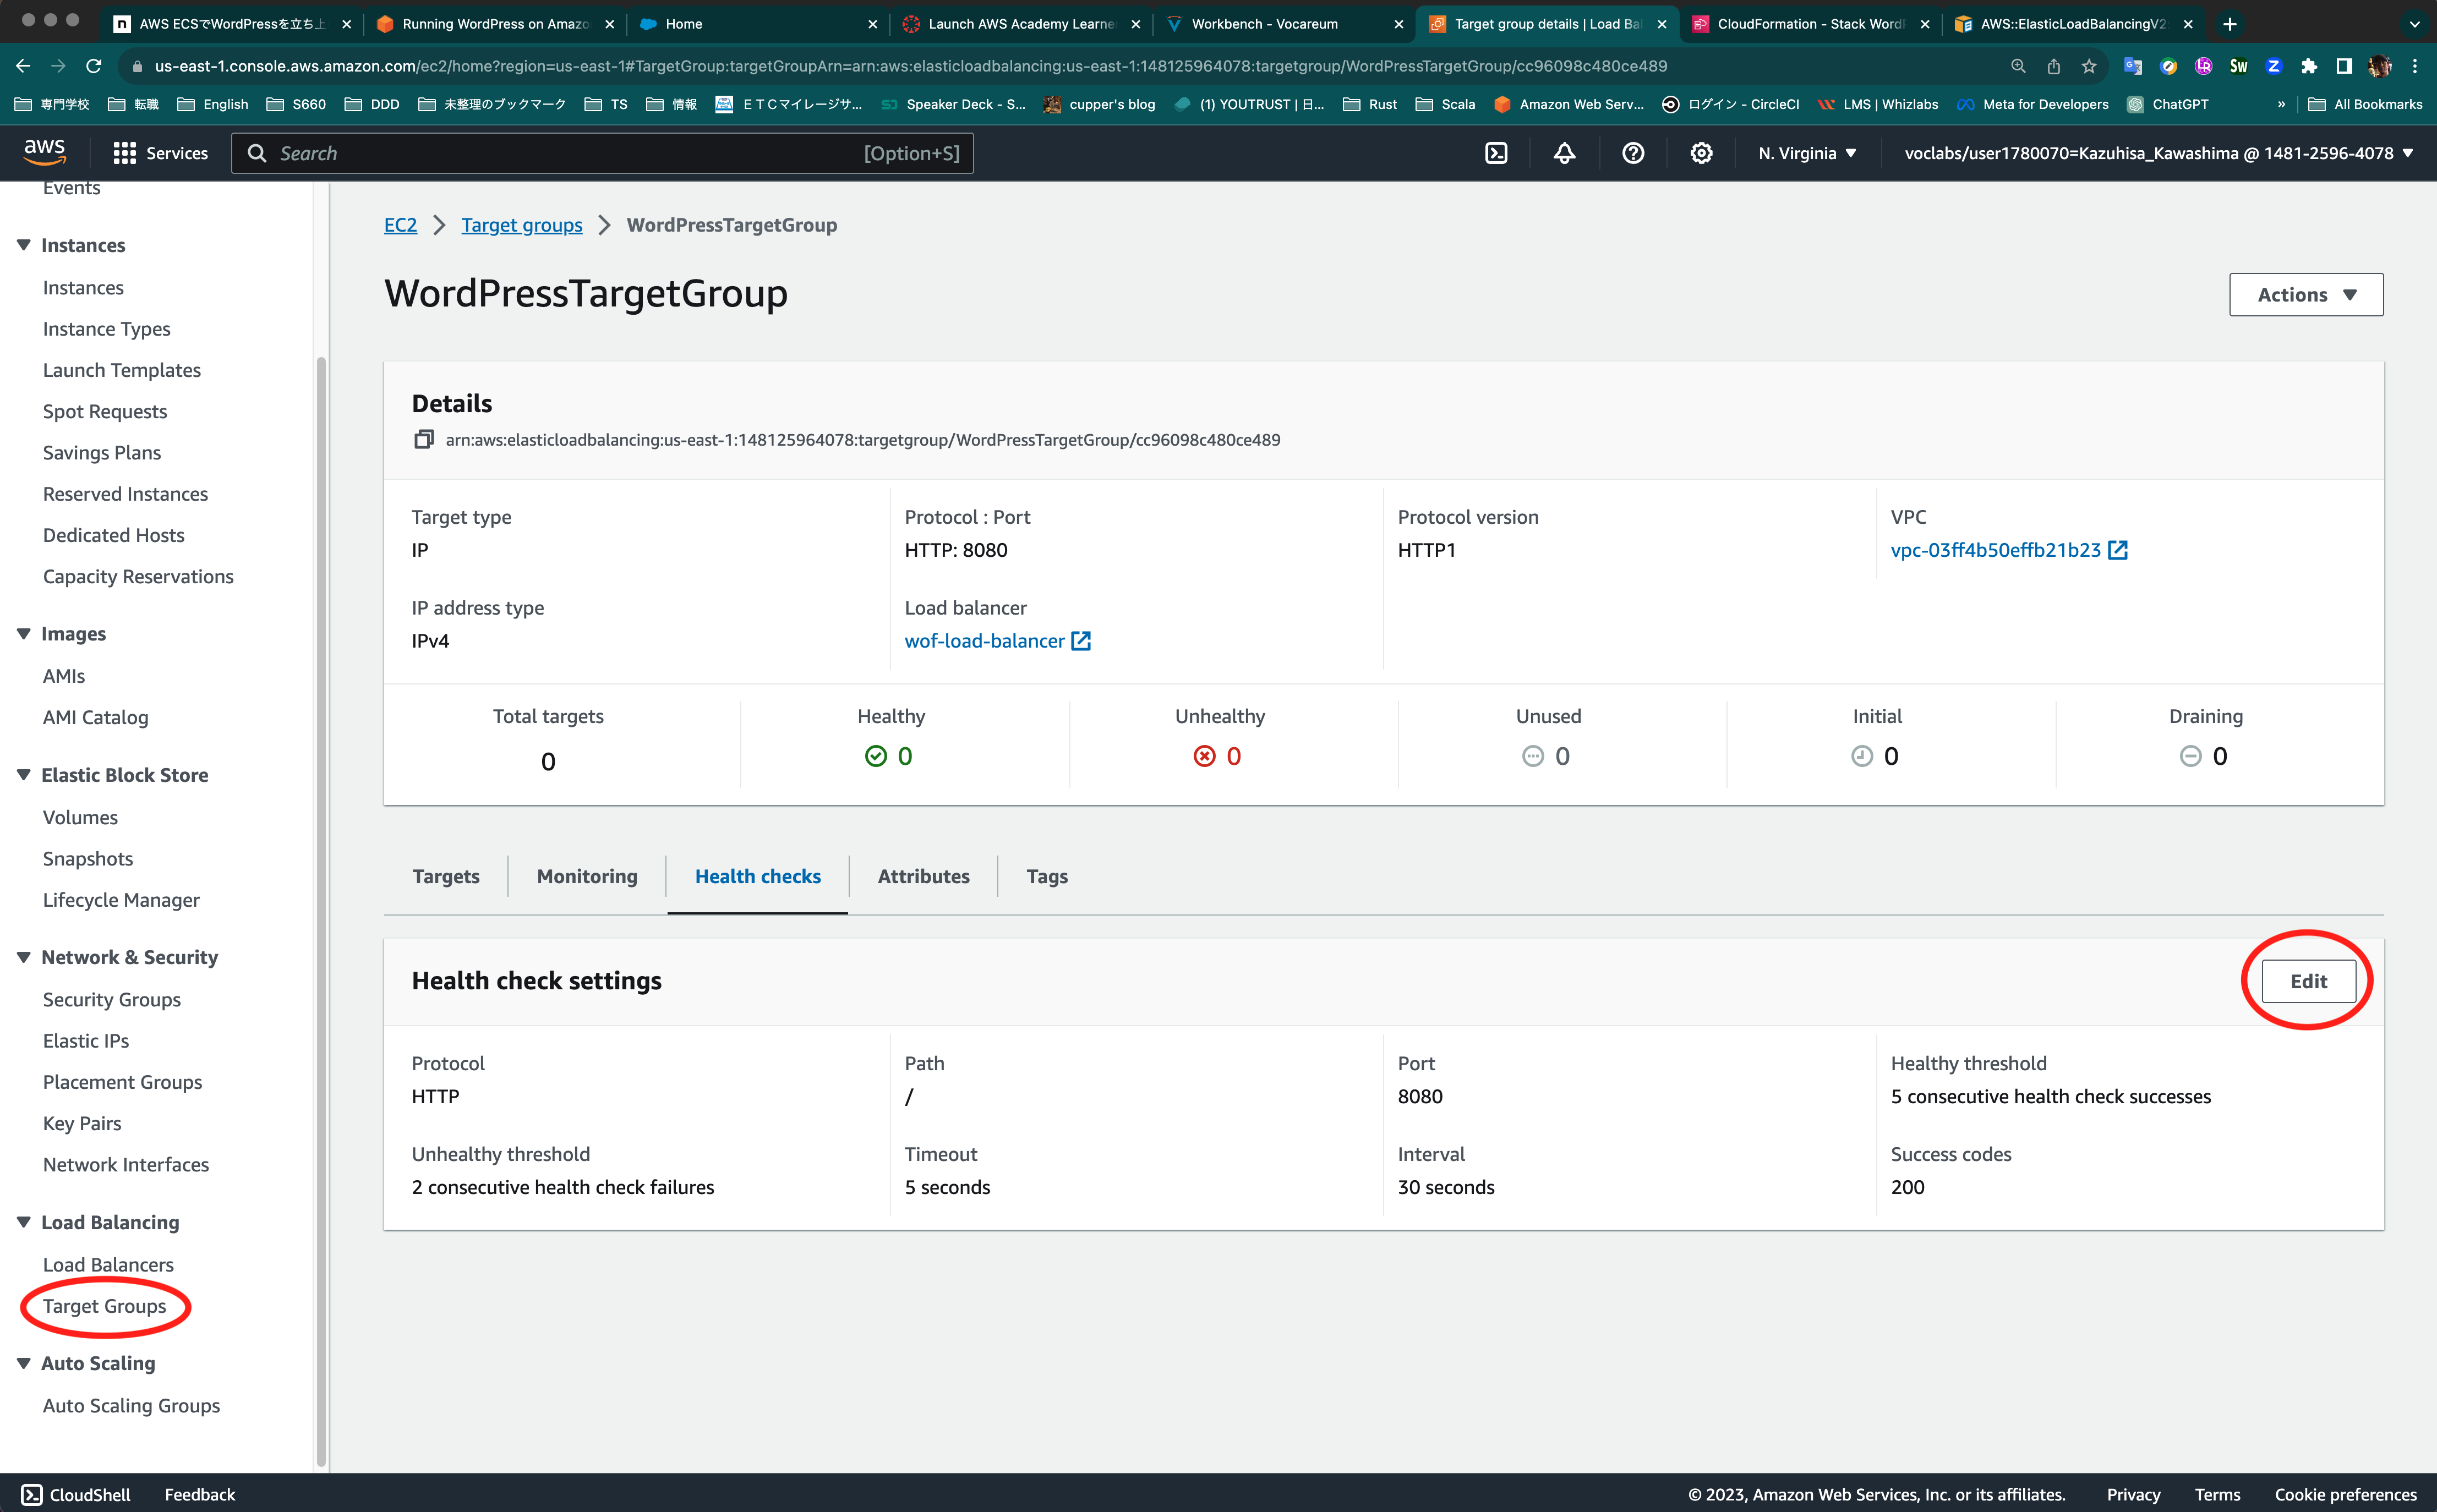 AWS ECSでWordPressを立ち上
Running WordPress on Amazo
Home
Launch AWS Academy Learne
Workbench - Vocareum
Target group details | Load Ba
CloudFormation - Stack WordP
AWS::ElasticLoadBalancingV2
us-east-1.console.aws.amazon.com/ec2/home?region=us-east-1#TargetGroup:targetGroupArn=arn:aws:elasticloadbalancing:us-east-1:148125964078:targetgroup/WordPressTargetGroup/cc96098c480ce489
専門学校
転職
English
S660
DDD
未整理のブックマーク
TS
情報
ETCマイレージサ...
Speaker Deck - S...
cupper's blog
(1) YOUTRUST | 日...
Rust
Scala
Amazon Web Serv...
ログイン - CircleCI
LMS | Whizlabs
Meta for Developers
ChatGPT
»
All Bookmarks
aws
Services
Search
[Option+S]
N. Virginia
voclabs/user1780070=Kazuhisa_Kawashima @ 1481-2596-4078
Events
Instances
Instances
Instance Types
Launch Templates
Spot Requests
Savings Plans
Reserved Instances
Dedicated Hosts
Capacity Reservations
Images
AMIs
AMI Catalog
Elastic Block Store
Volumes
Snapshots
Lifecycle Manager
Network & Security
Security Groups
Elastic IPs
Placement Groups
Key Pairs
Network Interfaces
Load Balancing
Load Balancers
Target Groups
Auto Scaling
Auto Scaling Groups
EC2
Target groups
WordPressTargetGroup
WordPressTargetGroup
Actions
Details
arn:aws:elasticloadbalancing:us-east-1:148125964078:targetgroup/WordPressTargetGroup/cc96098c480ce489
Target type
IP
Protocol : Port
HTTP: 8080
Protocol version
HTTP1
VPC
vpc-03ff4b50effb21b23
IP address type
IPv4
Load balancer
wof-load-balancer
Total targets
0
Healthy
0
Unhealthy
0
Unused
0
Initial
0
Draining
0
Targets
Monitoring
Health checks
Attributes
Tags
Health check settings
Edit
Protocol
HTTP
Path
/
Port
8080
Healthy threshold
5 consecutive health check successes
Unhealthy threshold
2 consecutive health check failures
Timeout
5 seconds
Interval
30 seconds
Success codes
200
CloudShell
Feedback
© 2023, Amazon Web Services, Inc. or its affiliates.
Privacy
Terms
Cookie preferences